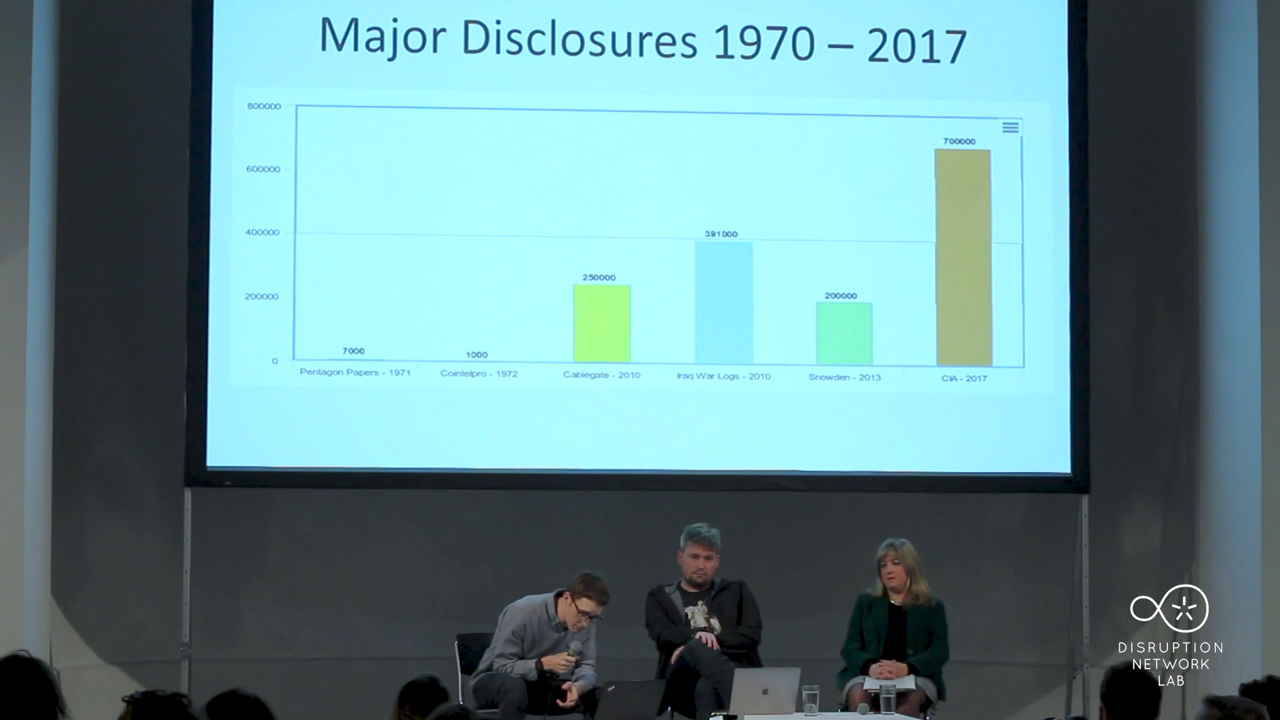 Major Disclosures 1970 – 2017
800000
600000
400000
200000
0
7000
1000
250000
391000
200000
700000
Pentagon Papers - 1971
Cointelpro - 1972
Cablegate - 2010
Iraq War Logs - 2010
Snowden - 2013
CIA - 2017
DISRUPTION
NETWORK
LAB